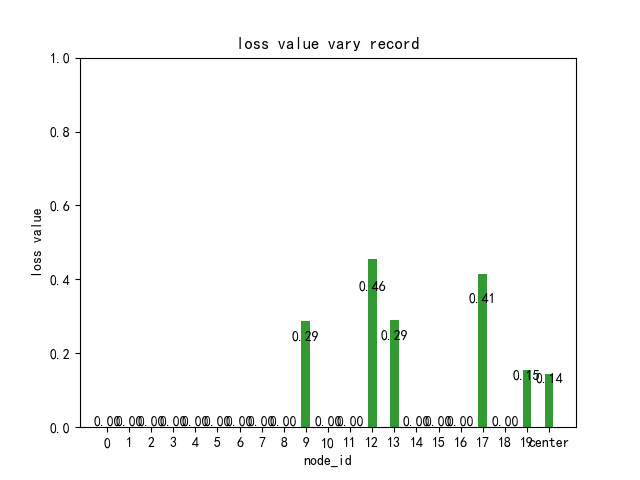 loss value vary record
1.0
0.8
0.6
0.4
0.2
0.0
loss value
0.00 0.00 0.00 0.00 0.00 0.00 0.00 0.00 0.00 0.29 0.00 0.00 0.46 0.29 0.00 0.00 0.00 0.41 0.00 0.15 0.14
0 1 2 3 4 5 6 7 8 9 10 11 12 13 14 15 16 17 18 19 center
node_id